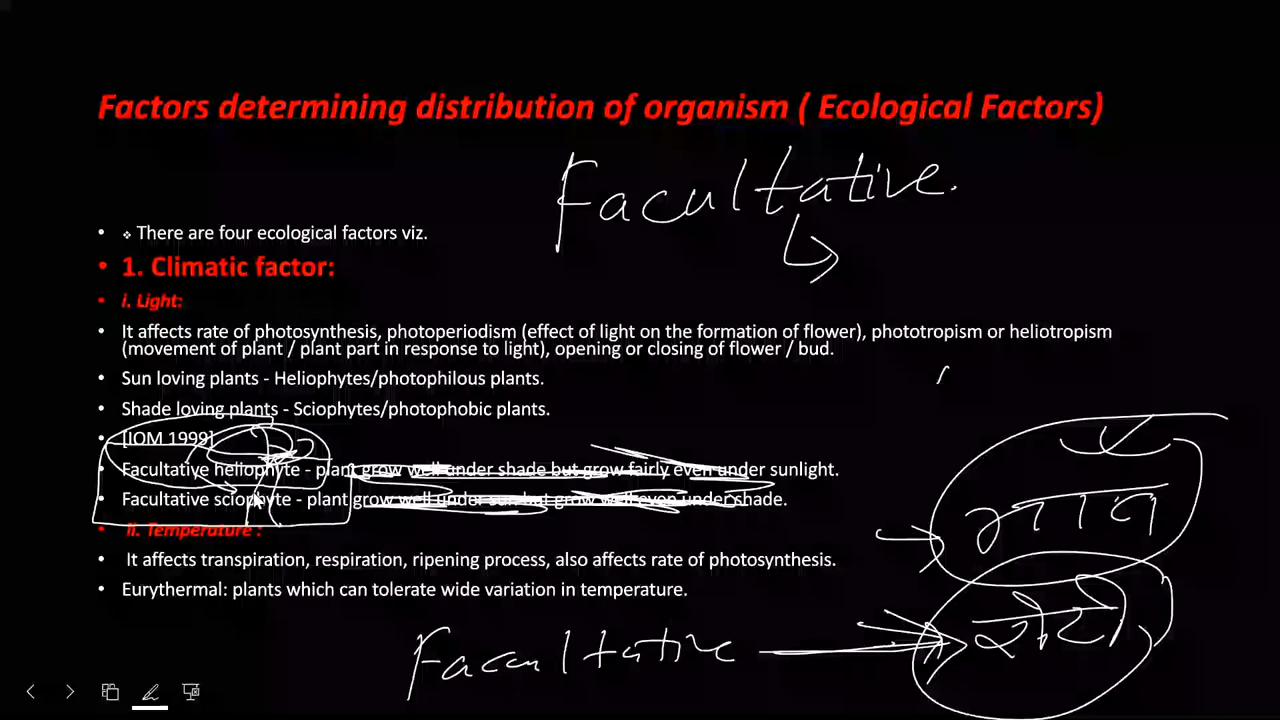 Factors determining distribution of organism ( Ecological Factors)
Facultative.
• ❖ There are four ecological factors viz.
• 1. Climatic factor:
• i. Light:
• It affects rate of photosynthesis, photoperiodism (effect of light on the formation of flower), phototropism or heliotropism
(movement of plant / plant part in response to light), opening or closing of flower / bud.
• Sun loving plants - Heliophytes/photophilous plants.
• Shade loving plants - Sciophytes/photophobic plants.
• [IOM 1999]
• Facultative heliophyte - plant grow well under shade but grow fairly even under sunlight.
• Facultative sciophyte - plant grow well under sun but grow well even under shade.
• ii. Temperature :
• It affects transpiration, respiration, ripening process, also affects rate of photosynthesis.
• Eurythermal: plants which can tolerate wide variation in temperature.
Facultative